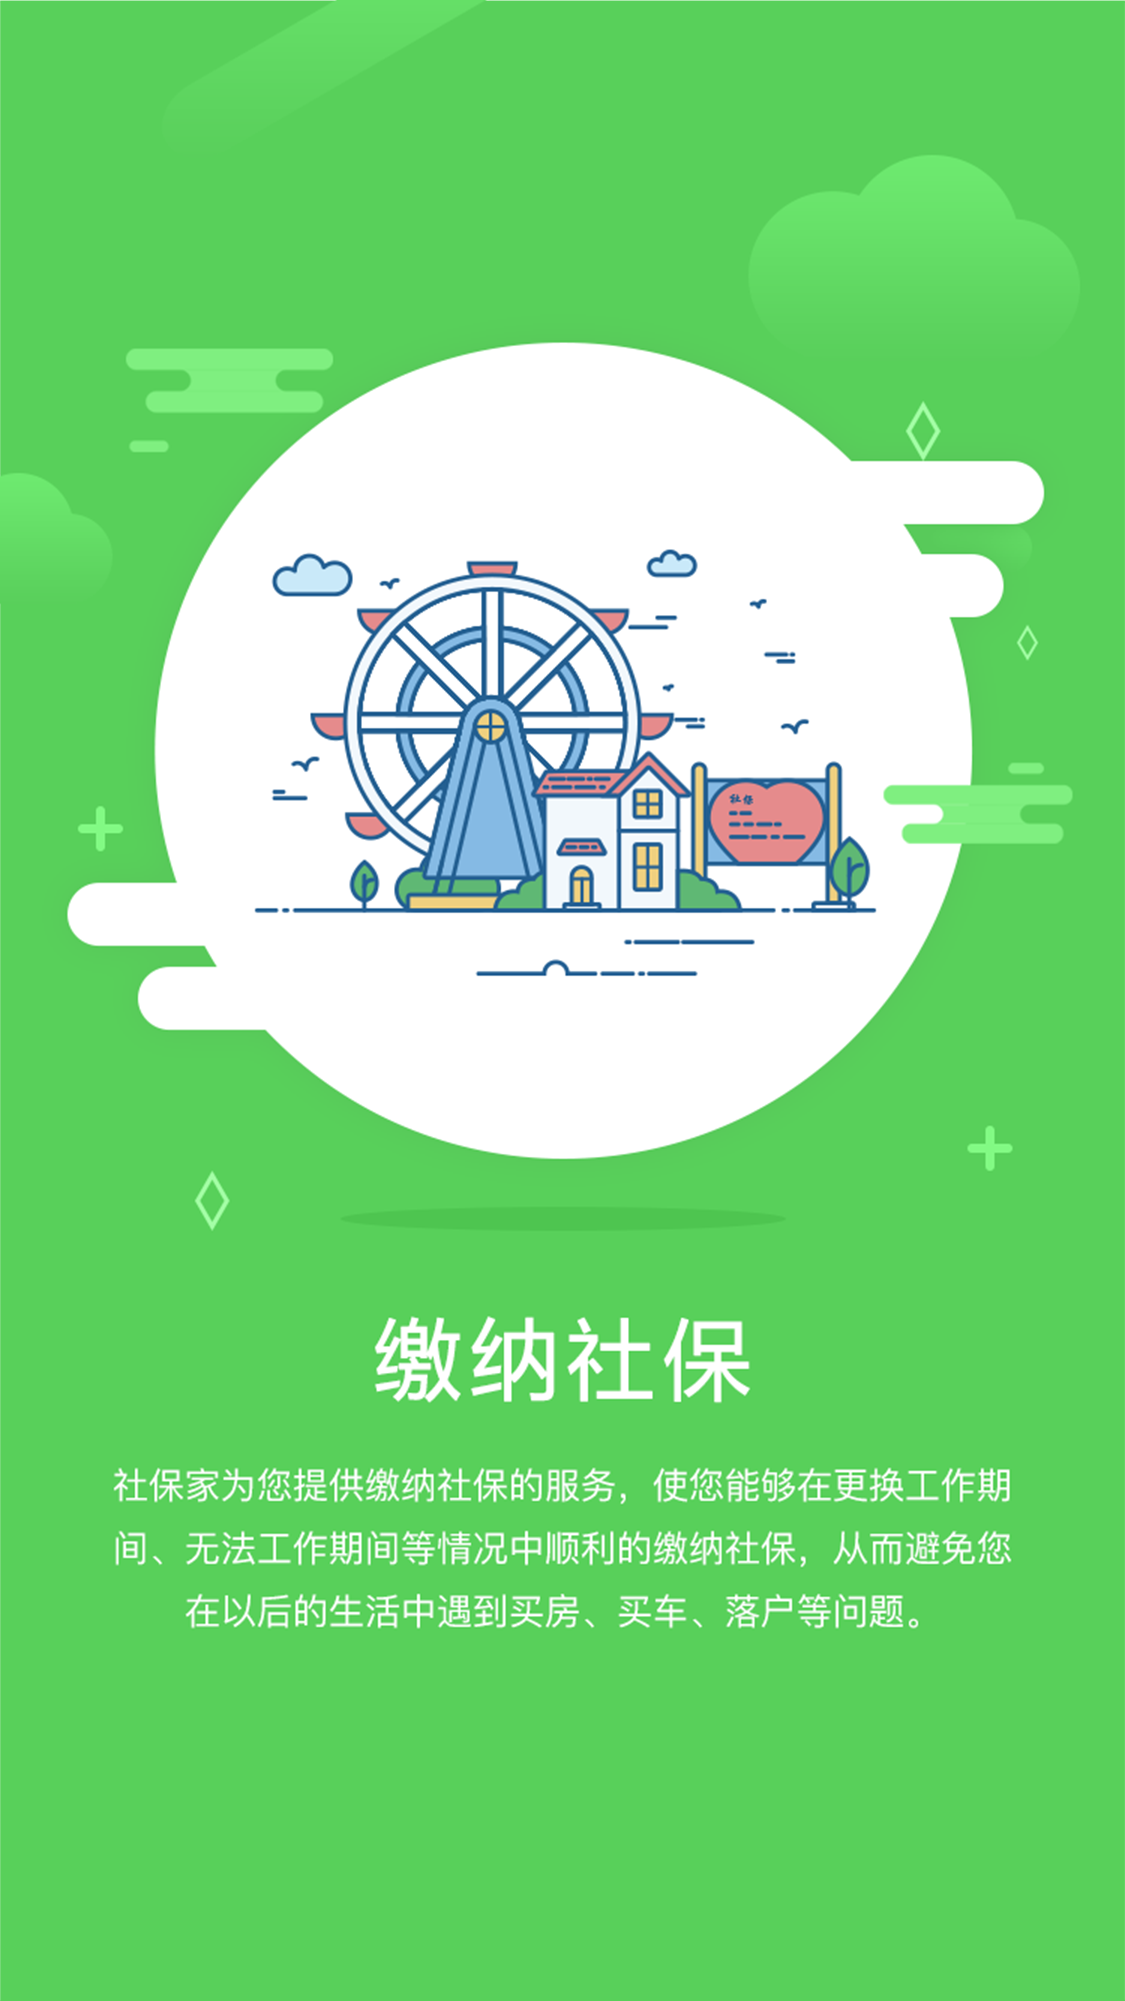 社保
缴纳社保
社保家为您提供缴纳社保的服务，使您能够在更换工作期
间、无法工作期间等情况中顺利的缴纳社保，从而避免您
在以后的生活中遇到买房、买车、落户等问题。